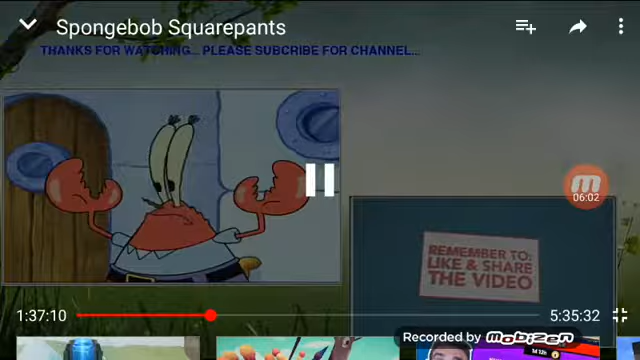 Spongebob Squarepants
THANKS FOR WATCHING... PLEASE SUBCRIBE FOR CHANNEL...
06:02
REMEMBER TO:
LIKE & SHARE
THE VIDEO
1:37:10
5:35:32
Recorded by mobizen